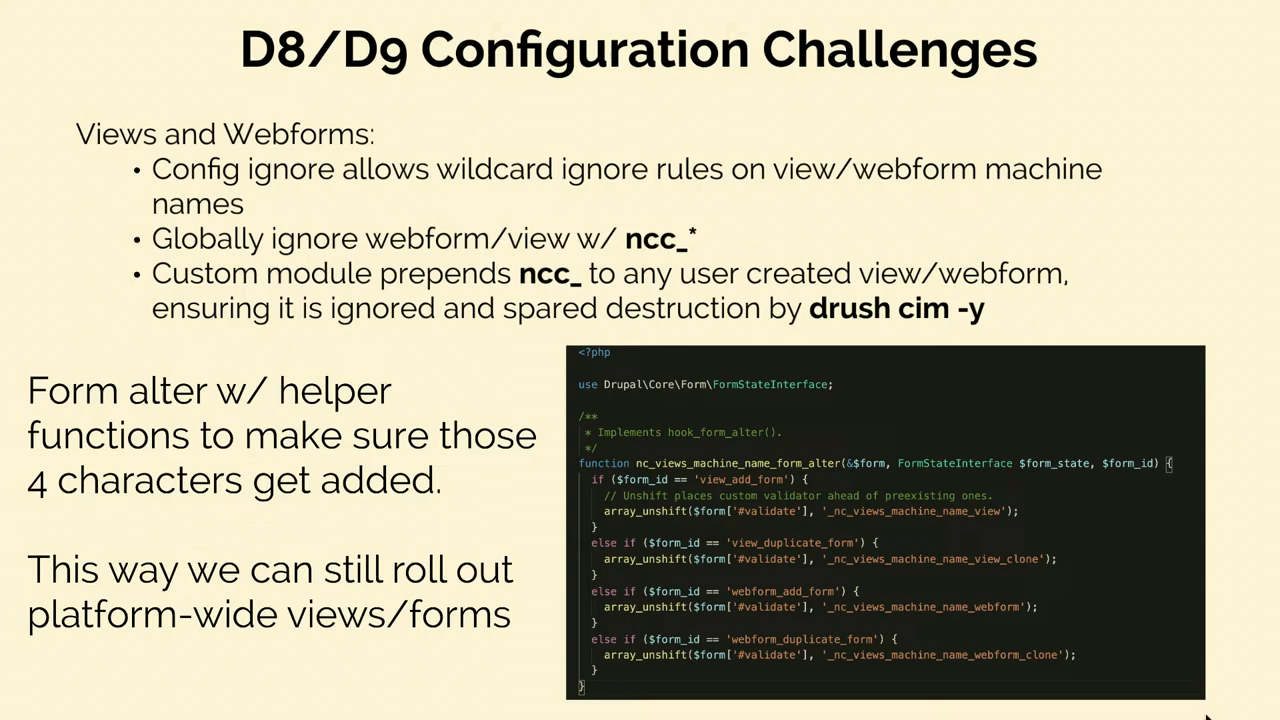 D8/D9 Configuration Challenges
Views and Webforms:
• Config ignore allows wildcard ignore rules on view/webform machine
names
• Globally ignore webform/view w/ ncc_*
• Custom module prepends ncc_ to any user created view/webform,
ensuring it is ignored and spared destruction by drush cim -y
Form alter w/ helper
functions to make sure those
4 characters get added.
This way we can still roll out
platform-wide views/forms
<?php
use Drupal\Core\Form\FormStateInterface;
/**
 * Implements hook_form_alter().
 */
function nc_views_machine_name_form_alter(&$form, FormStateInterface $form_state, $form_id) {
  if ($form_id == 'view_add_form') {
    // Unshift places custom validator ahead of preexisting ones.
    array_unshift($form['#validate'], '_nc_views_machine_name_view');
  }
  else if ($form_id == 'view_duplicate_form') {
    array_unshift($form['#validate'], '_nc_views_machine_name_view_clone');
  }
  else if ($form_id == 'webform_add_form') {
    array_unshift($form['#validate'], '_nc_views_machine_name_webform');
  }
  else if ($form_id == 'webform_duplicate_form') {
    array_unshift($form['#validate'], '_nc_views_machine_name_webform_clone');
  }
}